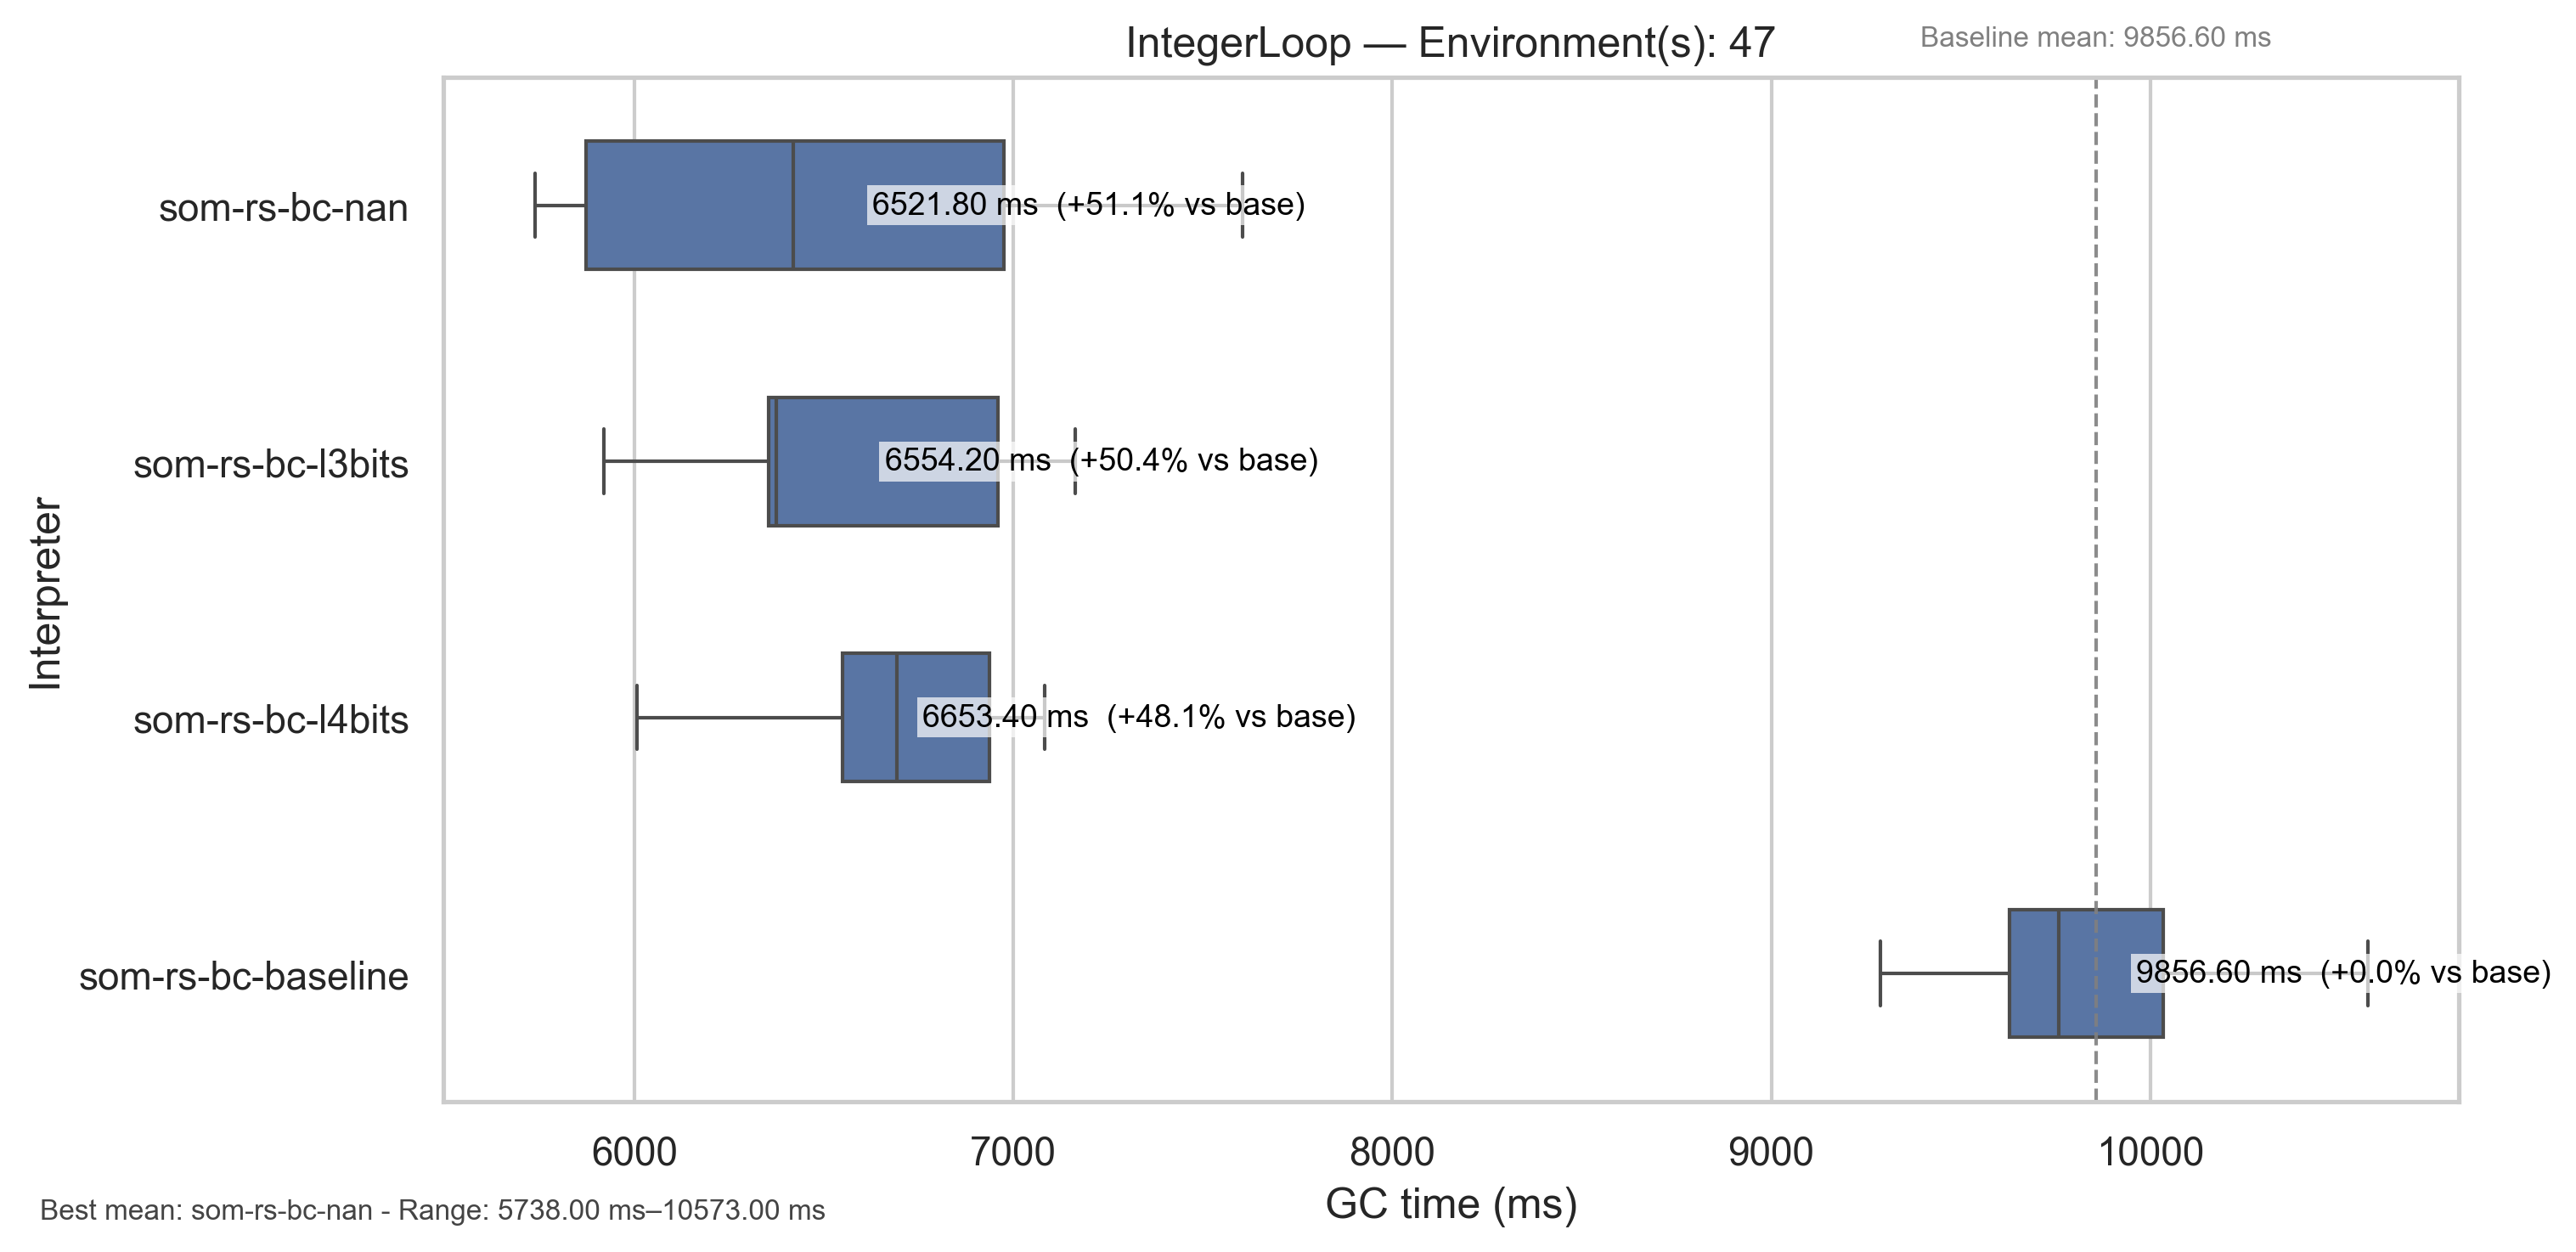 IntegerLoop — Environment(s): 47
Baseline mean: 9856.60 ms
Interpreter
som-rs-bc-nan
6521.80 ms (+51.1% vs base)
som-rs-bc-l3bits
6554.20 ms (+50.4% vs base)
som-rs-bc-l4bits
6653.40 ms (+48.1% vs base)
som-rs-bc-baseline
9856.60 ms (+0.0% vs base)
6000 7000 8000 9000 10000
GC time (ms)
Best mean: som-rs-bc-nan - Range: 5738.00 ms–10573.00 ms